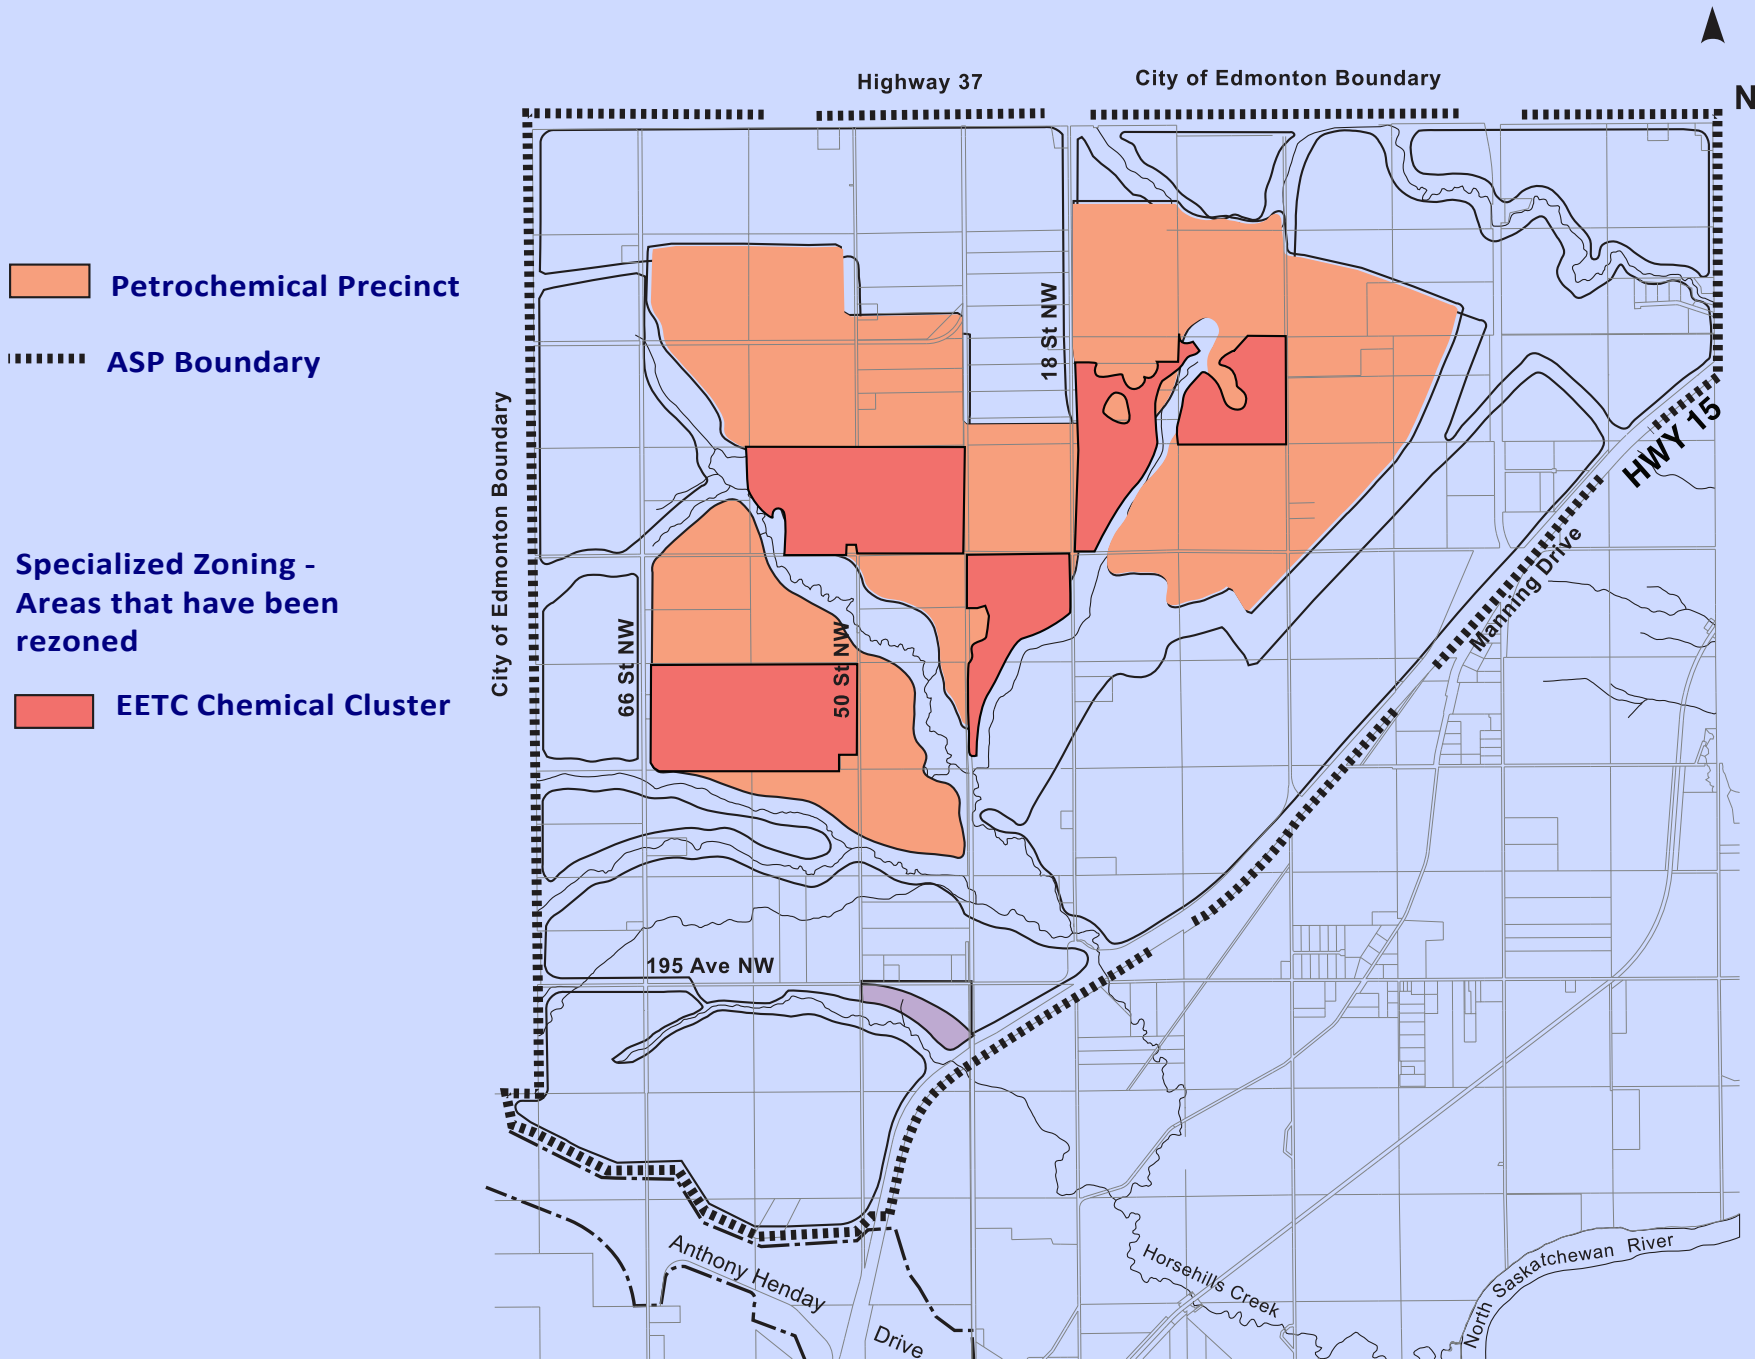 Highway 37
City of Edmonton Boundary
N
Petrochemical Precinct
ASP Boundary
Specialized Zoning -
Areas that have been
rezoned
EETC Chemical Cluster
City of Edmonton Boundary
66 St NW
50 St NW
18 St NW
HWY 15
Manning Drive
195 Ave NW
Anthony Henday
Drive
Horsehills Creek
North Saskatchewan River